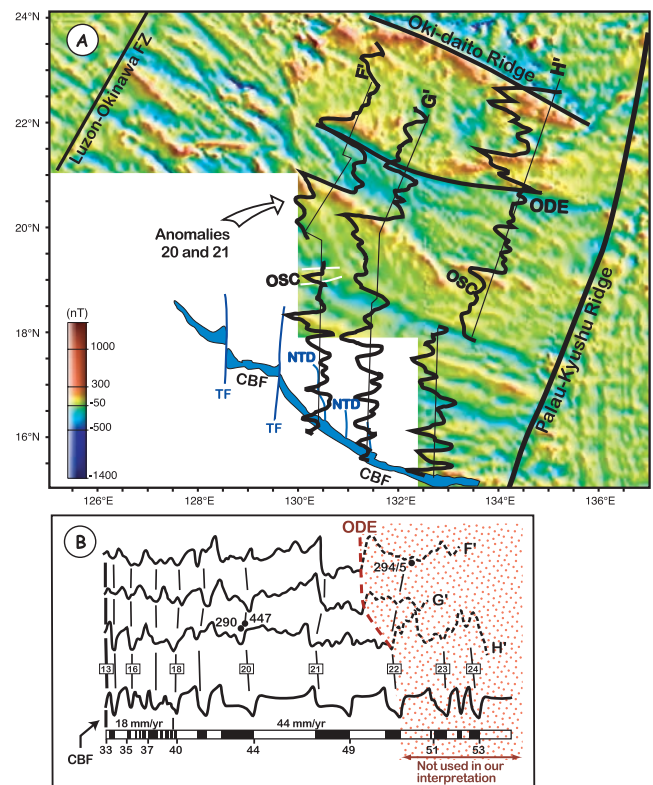 A
24°N
22°N
20°N
18°N
16°N
Luzon-Okinawa FZ
Oki-daito Ridge
F'
G'
H'
ODE
Anomalies
20 and 21
OSC
OSC
Palau-Kyushu Ridge
(nT)
1000
300
-50
-500
-1400
TF
CBF
TF
NTD
NTD
CBF
126°E
128°E
130°E
132°E
134°E
136°E
B
ODE
F'
294/5
G'
290
447
H'
13
16
18
20
21
22
23
24
CBF
18 mm/yr
44 mm/yr
33
35
37
40
44
49
51
53
Not used in our
interpretation